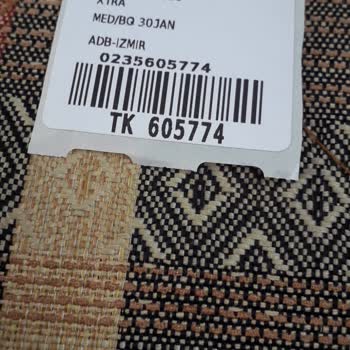 XTRA
MED/BQ 30JAN
ADB-IZMIR
0235605774
TK 605774